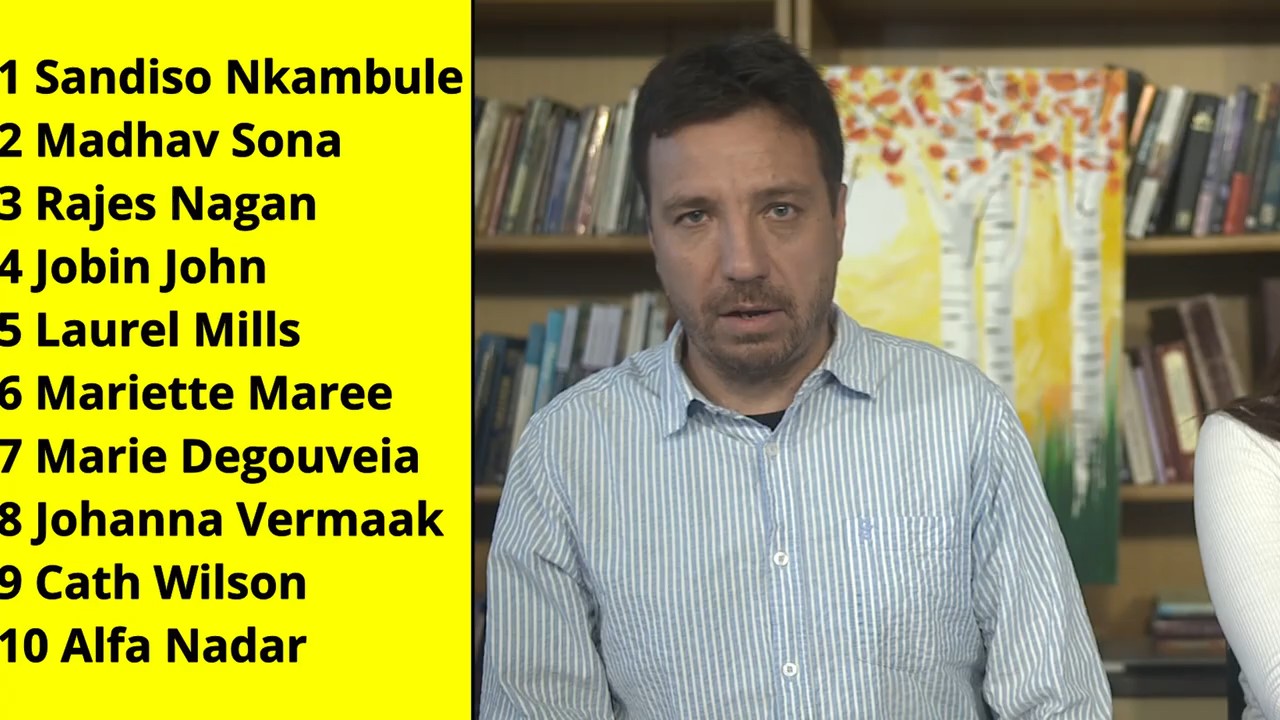 1 Sandiso Nkambule
2 Madhav Sona
3 Rajes Nagan
4 Jobin John
5 Laurel Mills
6 Mariette Maree
7 Marie Degouveia
8 Johanna Vermaak
9 Cath Wilson
10 Alfa Nadar